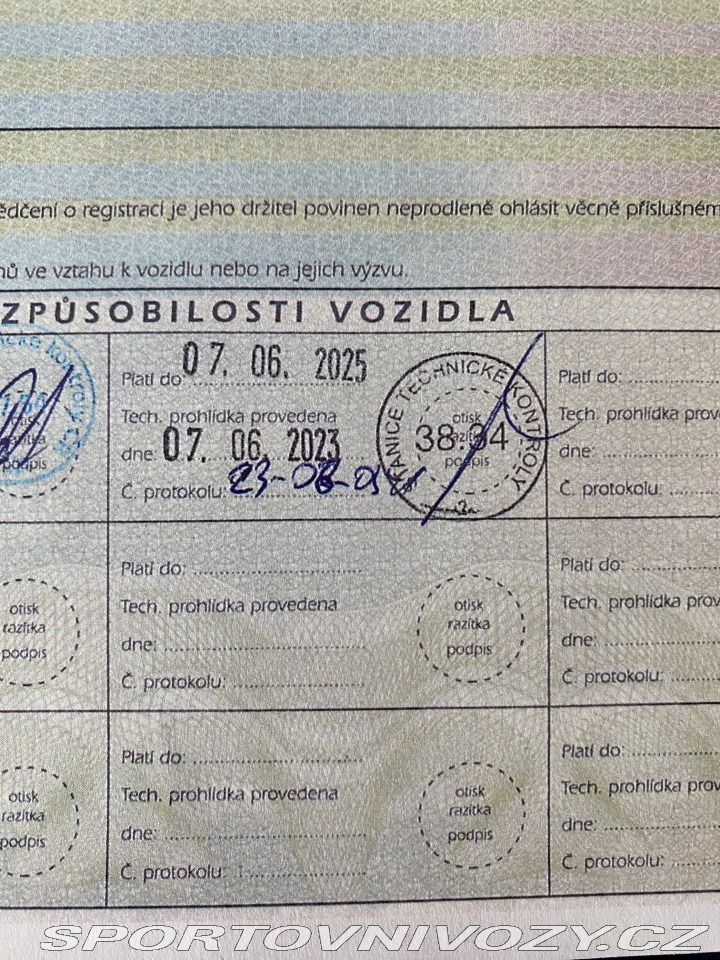 ědčení o registraci je jeho držitel povinen neprodleně ohlásit věcně příslušném
nů ve vztahu k vozidlu nebo na jejich výzvu.
ZPŮSOBILOSTI VOZIDLA
Platí do 07. 06. 2025
Tech. prohlídka provedena
dne 07. 06. 2023
Č. protokolu:
STANICE TECHNICKÉ KONTROLY
38.34
otisk
razítka
podpis
Platí do:
Tech. prohlídka prove
dne:
Č. protokolu:
otisk
razítka
podpis
Platí do:
Tech. prohlídka provedena
dne:
Č. protokolu:
otisk
razítka
podpis
Platí do:
Tech. prohlídka prov
dne:
Č. protokolu:
otisk
razítka
podpis
Platí do:
Tech. prohlídka provedena
dne:
Č. protokolu:
otisk
razítka
podpis
Platí do:
Tech. prohlídka prov
dne:
Č. protokolu:
SPORTOVNIVOZY.CZ